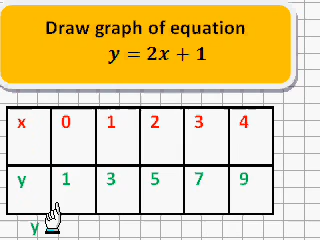 Draw graph of equation
y = 2x + 1
x 0 1 2 3 4
y 1 3 5 7 9
y